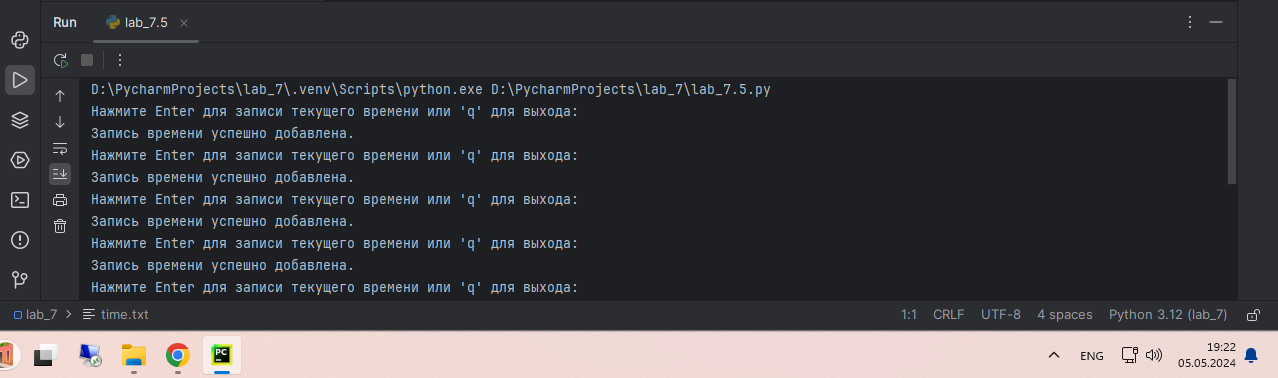 Run lab_7.5
D:\PycharmProjects\lab_7\.venv\Scripts\python.exe D:\PycharmProjects\lab_7\lab_7.5.py
Нажмите Enter для записи текущего времени или 'q' для выхода:
Запись времени успешно добавлена.
Нажмите Enter для записи текущего времени или 'q' для выхода:
Запись времени успешно добавлена.
Нажмите Enter для записи текущего времени или 'q' для выхода:
Запись времени успешно добавлена.
Нажмите Enter для записи текущего времени или 'q' для выхода:
Запись времени успешно добавлена.
Нажмите Enter для записи текущего времени или 'q' для выхода:
lab_7 > time.txt 1:1 CRLF UTF-8 4 spaces Python 3.12 (lab_7)
PC ENG 19:22
05.05.2024